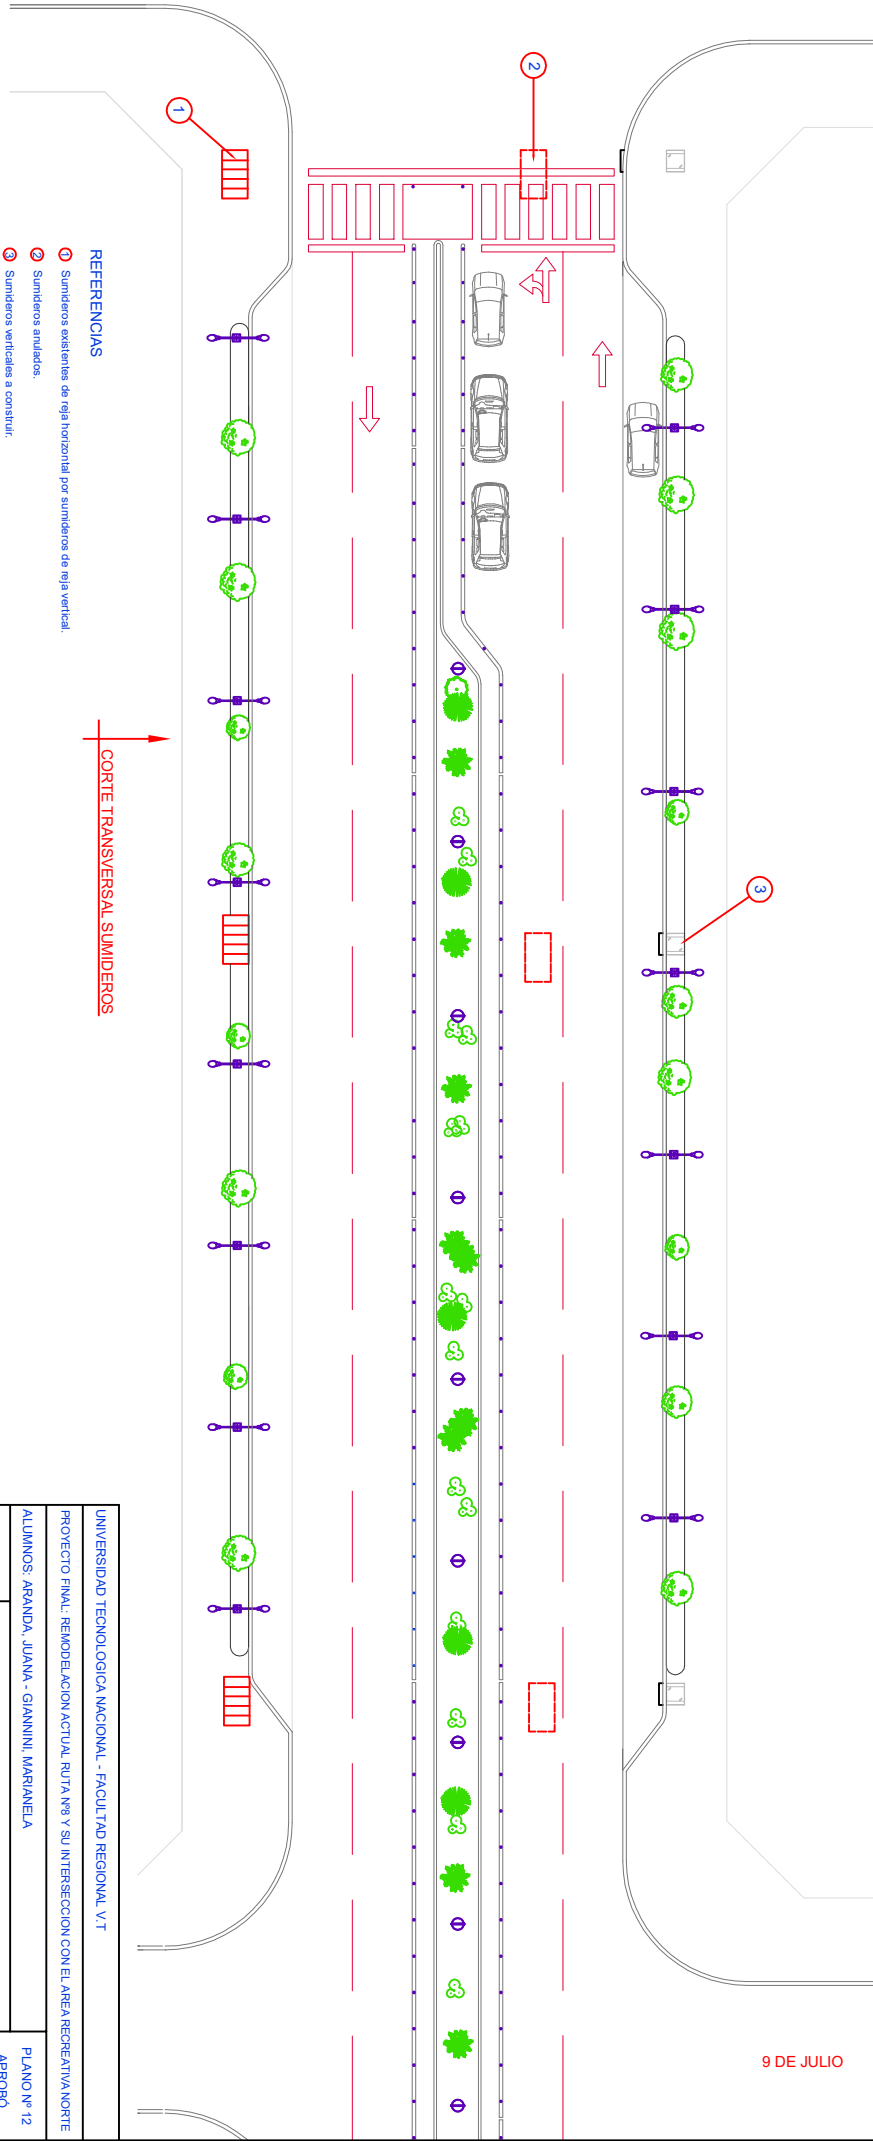 2
1
3
REFERENCIAS
1 Sumideros existentes de reja horizontal por sumideros de reja vertical.
2 Sumideros anulados.
3 Sumideros verticales a construir.
CORTE TRANSVERSAL SUMIDEROS
9 DE JULIO
UNIVERSIDAD TECNOLOGICA NACIONAL - FACULTAD REGIONAL V.T
PROYECTO FINAL: REMODELACION ACTUAL RUTA Nº8 Y SU INTERSECCION CON EL AREA RECREATIVA NORTE
ALUMNOS: ARANDA, JUANA - GIANNINI, MARIANELA
PLANO Nº 12
APROBÓ